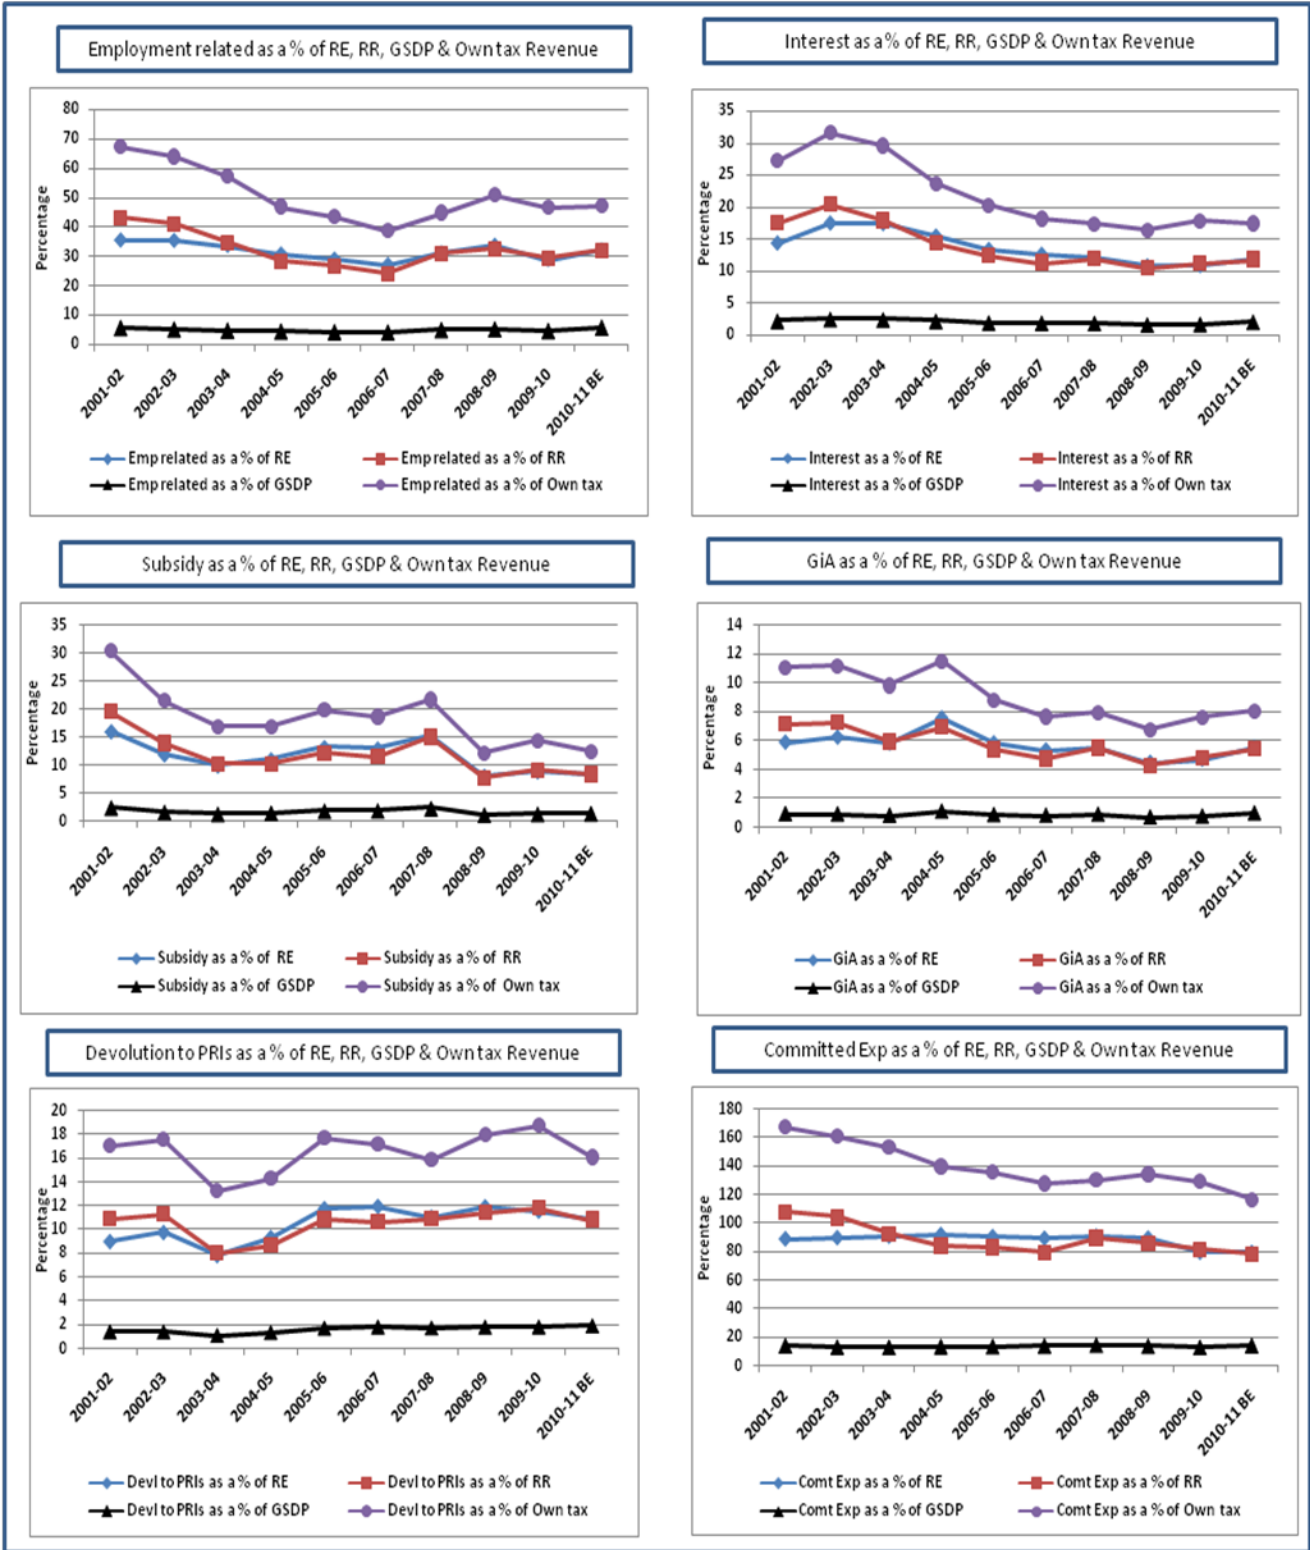 Employment related as a % of RE, RR, GSDP & Own tax Revenue
80
70
60
50
40
30
20
10
0
Percentage
2001-02
2002-03
2003-04
2004-05
2005-06
2006-07
2007-08
2008-09
2009-10
2010-11 BE
Emp related as a % of RE
Emp related as a % of RR
Emp related as a % of GSDP
Emp related as a % of Own tax
Interest as a % of RE, RR, GSDP & Own tax Revenue
35
30
25
20
15
10
5
0
Percentage
2001-02
2002-03
2003-04
2004-05
2005-06
2006-07
2007-08
2008-09
2009-10
2010-11 BE
Interest as a % of RE
Interest as a % of RR
Interest as a % of GSDP
Interest as a % of Own tax
Subsidy as a % of RE, RR, GSDP & Own tax Revenue
35
30
25
20
15
10
5
0
Percentage
2001-02
2002-03
2003-04
2004-05
2005-06
2006-07
2007-08
2008-09
2009-10
2010-11 BE
Subsidy as a % of RE
Subsidy as a % of RR
Subsidy as a % of GSDP
Subsidy as a % of Own tax
GiA as a % of RE, RR, GSDP & Own tax Revenue
14
12
10
8
6
4
2
0
Percentage
2001-02
2002-03
2003-04
2004-05
2005-06
2006-07
2007-08
2008-09
2009-10
2010-11 BE
GiA as a % of RE
GiA as a % of RR
GiA as a % of GSDP
GiA as a % of Own tax
Devolution to PRIs as a % of RE, RR, GSDP & Own tax Revenue
20
18
16
14
12
10
8
6
4
2
0
Percentage
2001-02
2002-03
2003-04
2004-05
2005-06
2006-07
2007-08
2008-09
2009-10
2010-11 BE
Devl to PRIs as a % of RE
Devl to PRIs as a % of RR
Devl to PRIs as a % of GSDP
Devl to PRIs as a % of Own tax
Committed Exp as a % of RE, RR, GSDP & Own tax Revenue
180
160
140
120
100
80
60
40
20
0
Percentage
2001-02
2002-03
2003-04
2004-05
2005-06
2006-07
2007-08
2008-09
2009-10
2010-11 BE
Comt Exp as a % of RE
Comt Exp as a % of RR
Comt Exp as a % of GSDP
Comt Exp as a % of Own tax